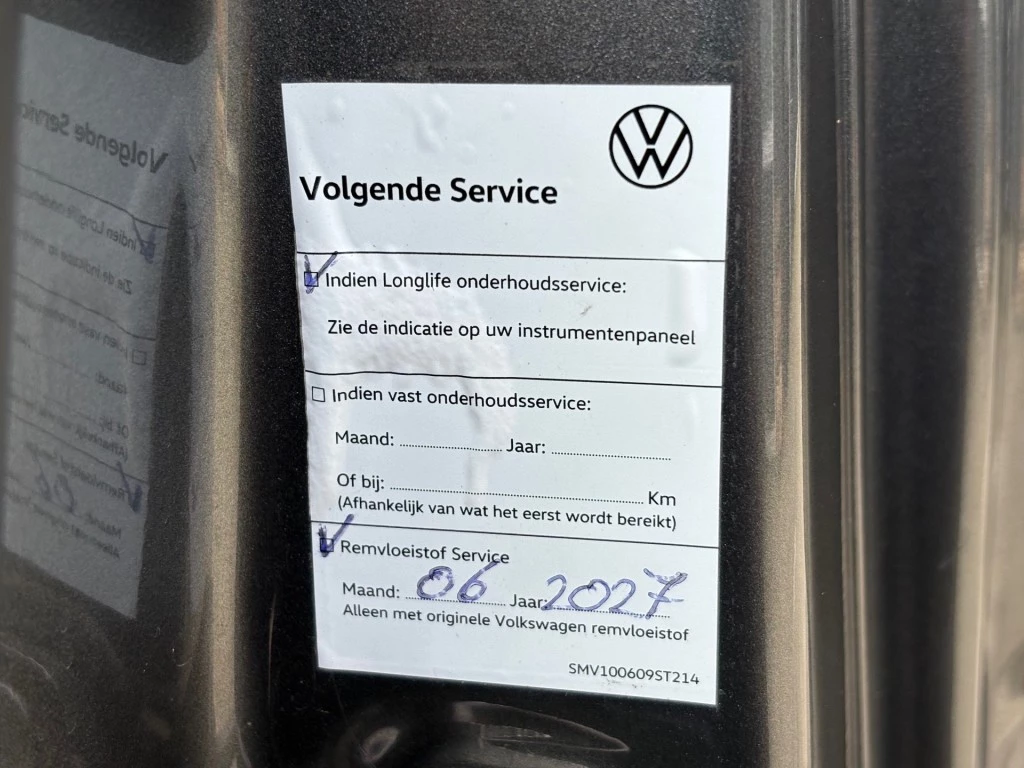 Volgende Service
Indien Longlife onderhoudsservice:
Zie de indicatie op uw instrumentenpaneel
Indien vast onderhoudsservice:
Maand: .................... Jaar: ....................
Of bij: .................................................. Km
(Afhankelijk van wat het eerst wordt bereikt)
Remvloeistof Service
Maand: 06 Jaar: 2027
Alleen met originele Volkswagen remvloeistof
SMV100609ST214